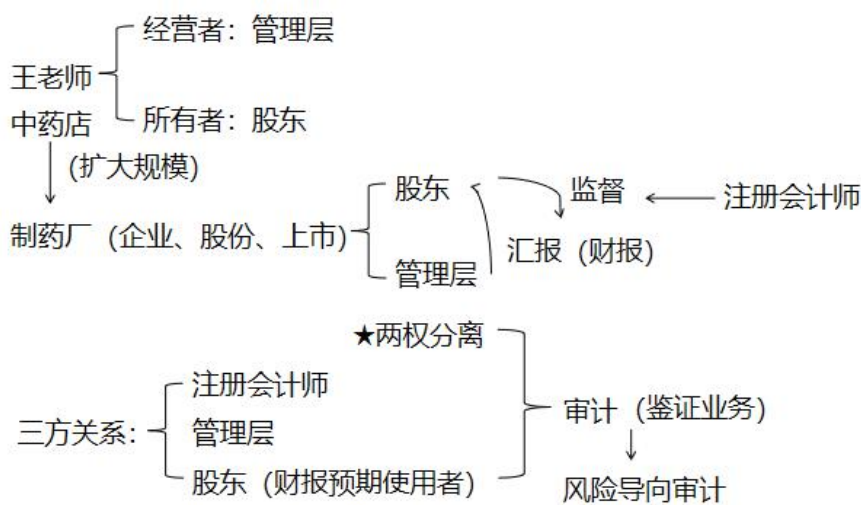 经营者：管理层
王老师
中药店
所有者：股东
(扩大规模)
股东
监督
注册会计师
制药厂（企业、股份、上市）
汇报（财报）
管理层
★两权分离
注册会计师
审计（鉴证业务）
三方关系：
管理层
股东（财报预期使用者）
风险导向审计